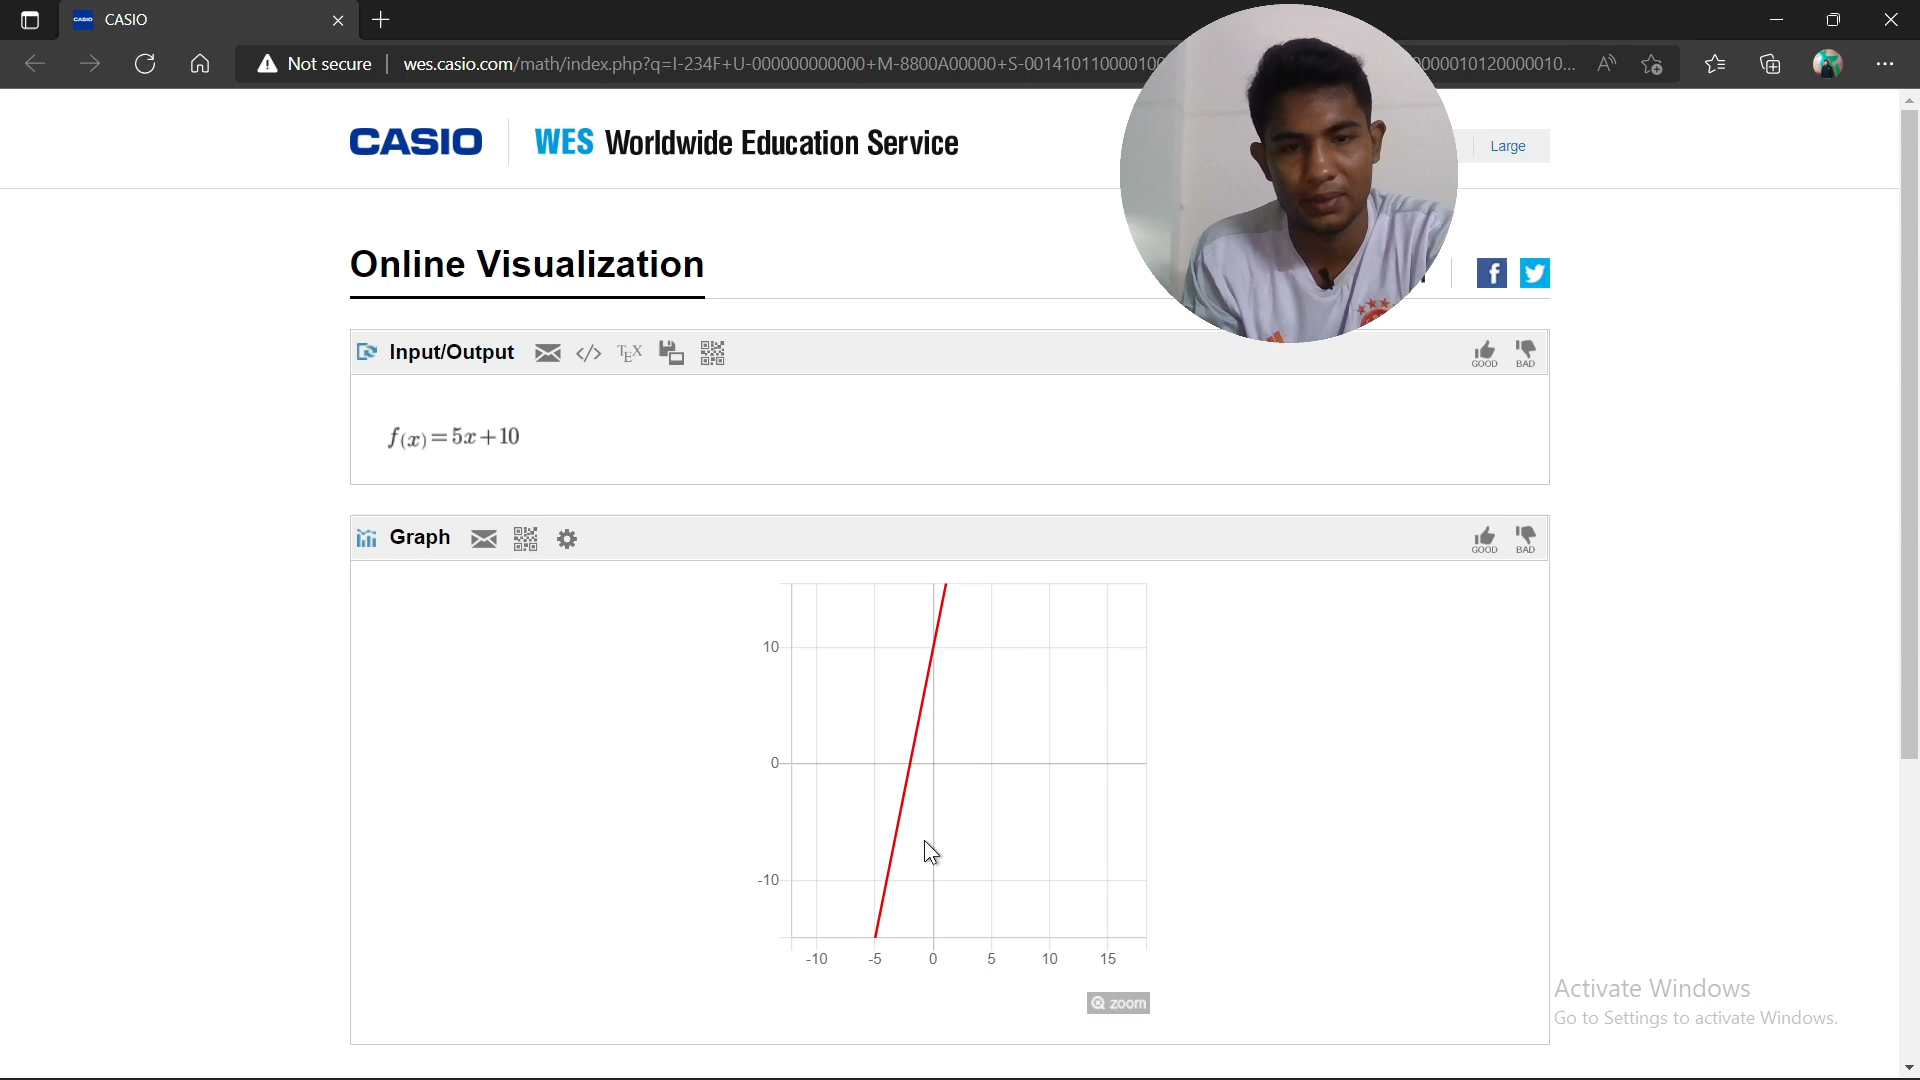 CASIO
Not secure
wes.casio.com/math/index.php?q=I-234F+U-000000000000+M-8800A00000+S-0014101100001000
000010120000010...
CASIO
WES Worldwide Education Service
Large
Online Visualization
Input/Output
TEX
GOOD
BAD
f(x)=5x+10
Graph
GOOD
BAD
10
0
-10
-10
-5
0
5
10
15
zoom
Activate Windows
Go to Settings to activate Windows.